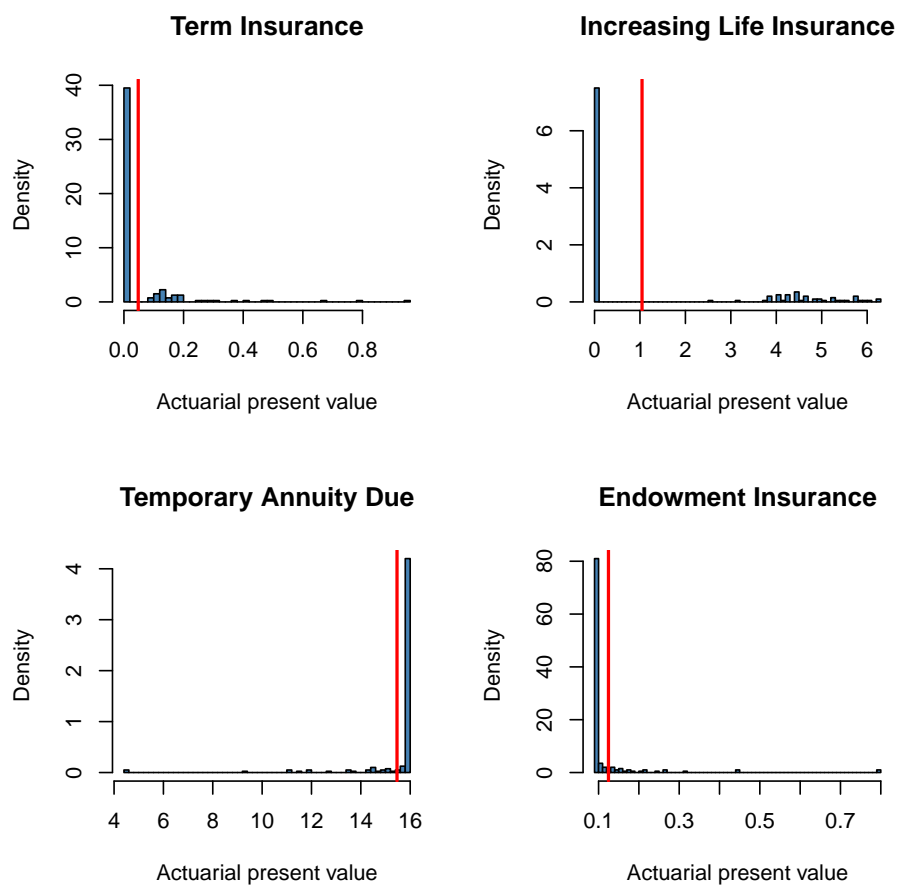 Term Insurance
Density
0 10 20 30 40
0.0 0.2 0.4 0.6 0.8
Actuarial present value
Increasing Life Insurance
Density
0 2 4 6
0 1 2 3 4 5 6
Actuarial present value
Temporary Annuity Due
Density
0 1 2 3 4
4 6 8 10 12 14 16
Actuarial present value
Endowment Insurance
Density
0 20 40 60 80
0.1 0.3 0.5 0.7
Actuarial present value